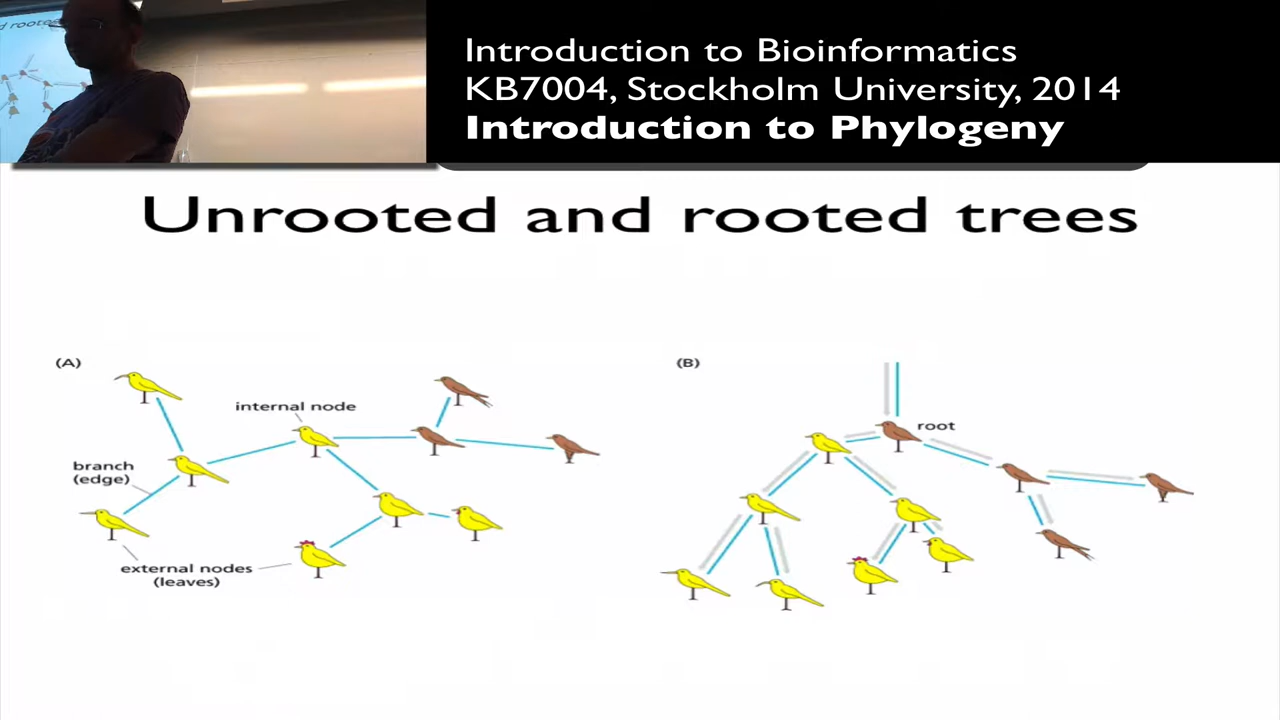 d rooted
Introduction to Bioinformatics
KB7004, Stockholm University, 2014
Introduction to Phylogeny
Unrooted and rooted trees
(A)
internal node
branch
(edge)
external nodes
(leaves)
(B)
root